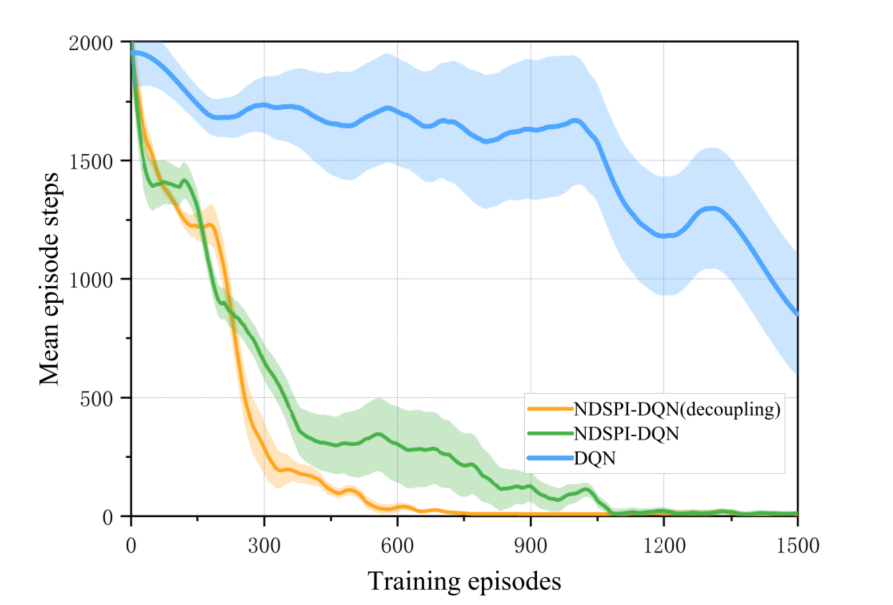 2000
1500
1000
500
0
Mean episode steps
NDSPI-DQN(decoupling)
NDSPI-DQN
DQN
0 300 600 900 1200 1500
Training episodes